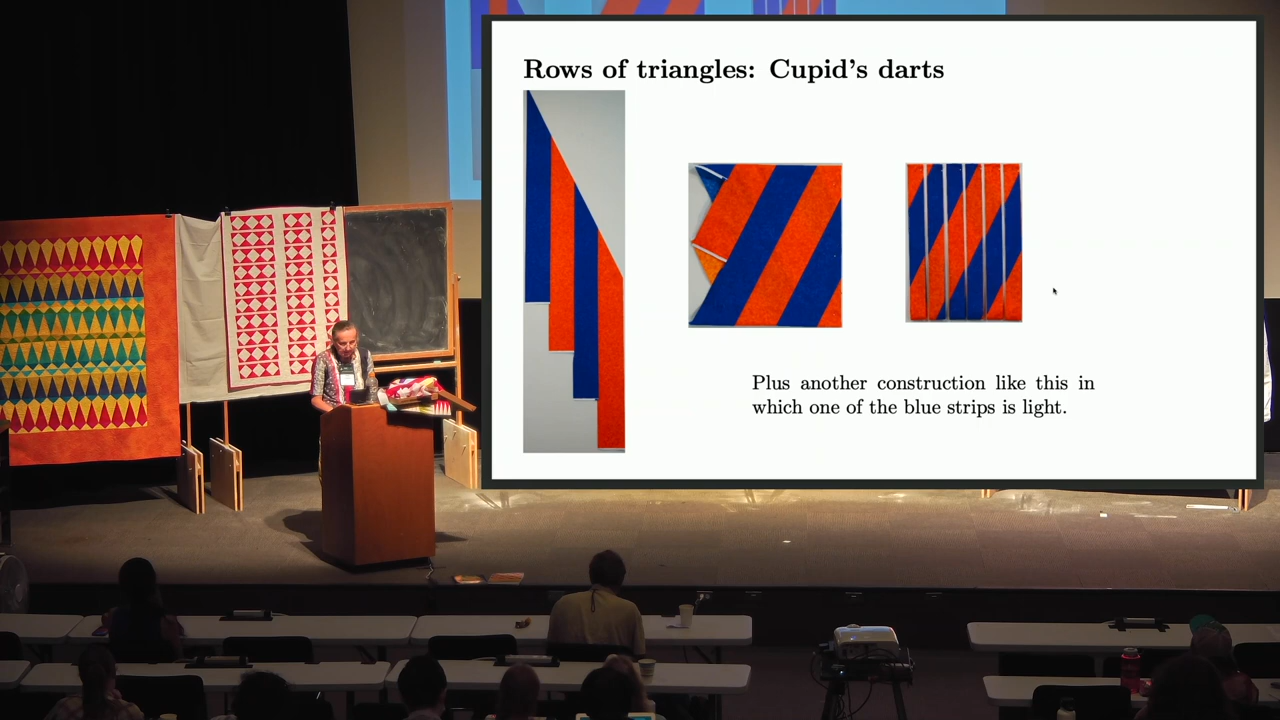 Rows of triangles: Cupid's darts
Plus another construction like this in
which one of the blue strips is light.